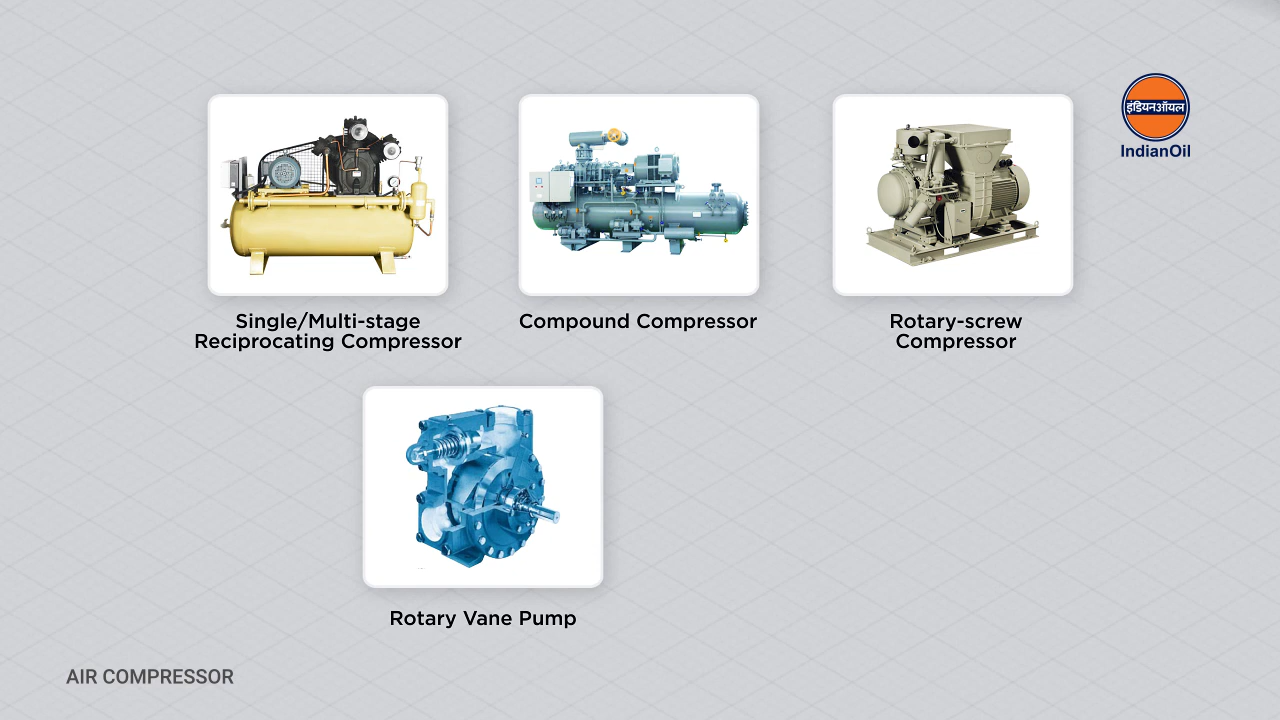 इंडियनऑयल
IndianOil
Single/Multi-stage
Reciprocating Compressor
Compound Compressor
Rotary-screw
Compressor
Rotary Vane Pump
AIR COMPRESSOR